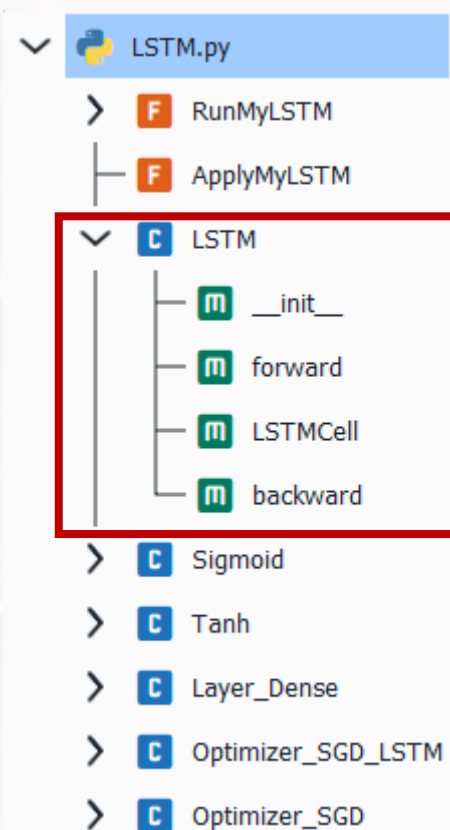 LSTM.py
F RunMyLSTM
F ApplyMyLSTM
C LSTM
m __init__
m forward
m LSTMCell
m backward
C Sigmoid
C Tanh
C Layer_Dense
C Optimizer_SGD_LSTM
C Optimizer_SGD